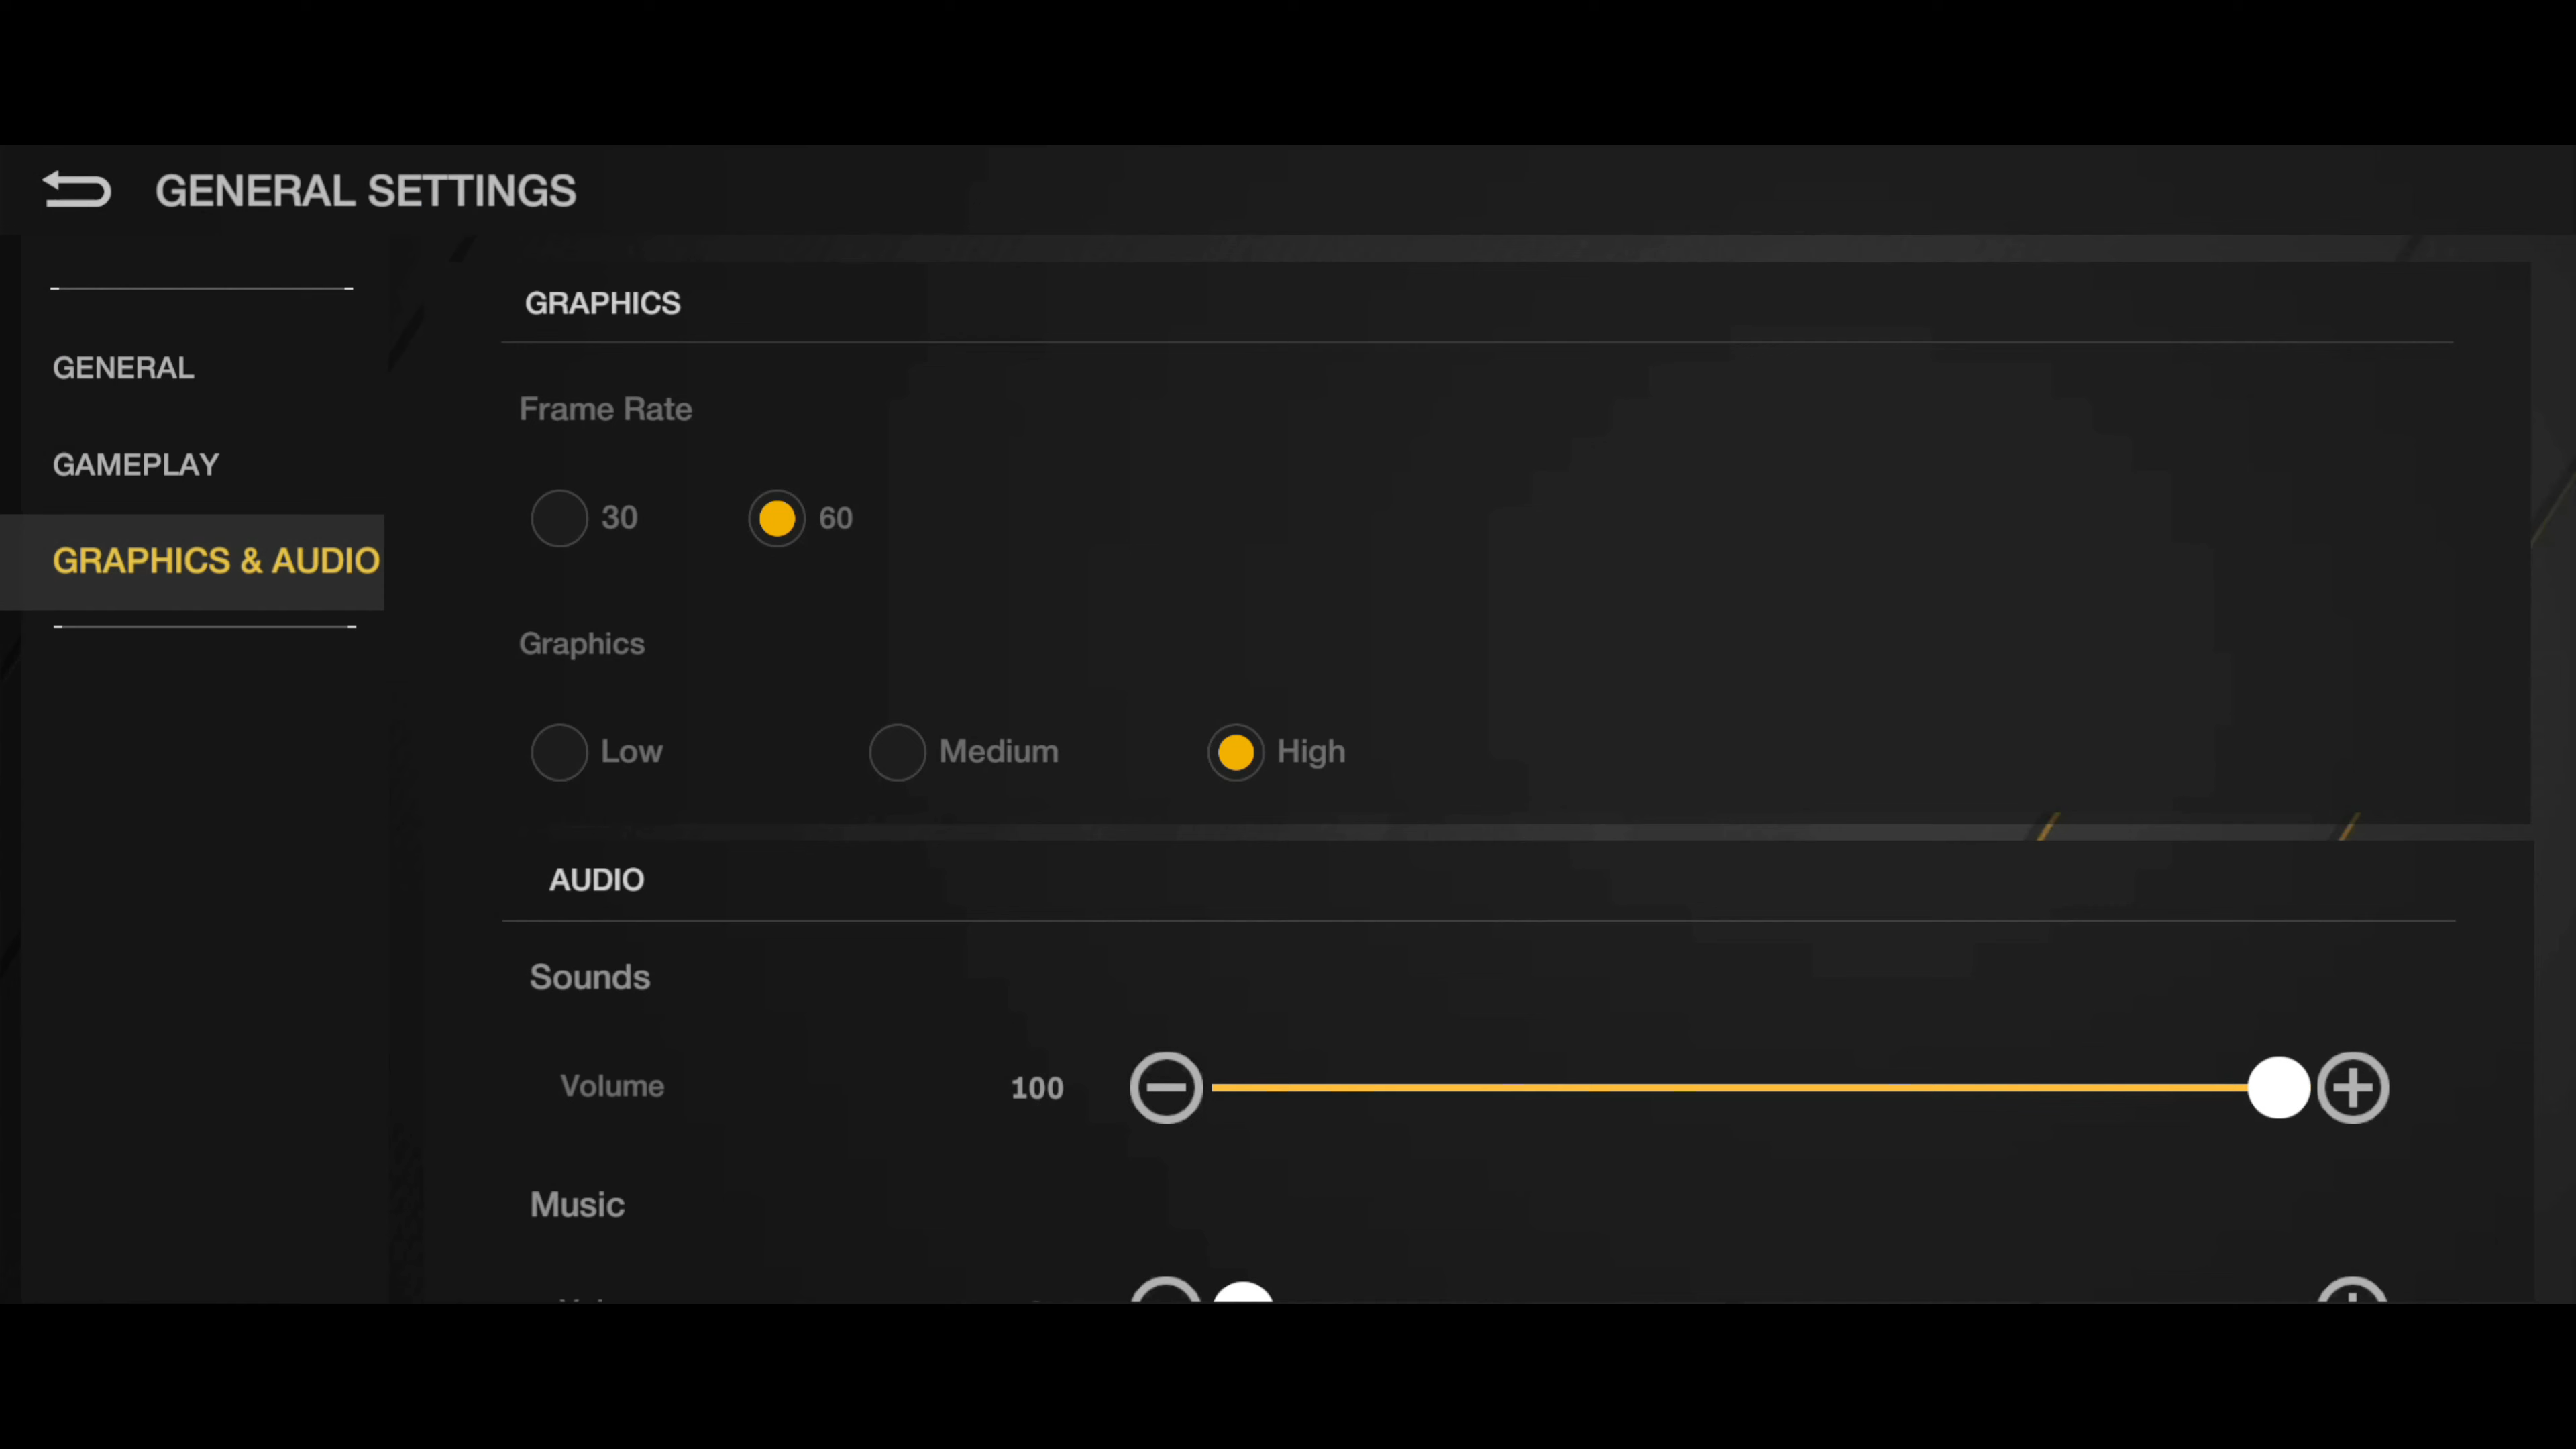 GENERAL SETTINGS
GENERAL
GAMEPLAY
GRAPHICS & AUDIO
GRAPHICS
Frame Rate
30 60
Graphics
Low Medium High
AUDIO
Sounds
Volume 100
Music